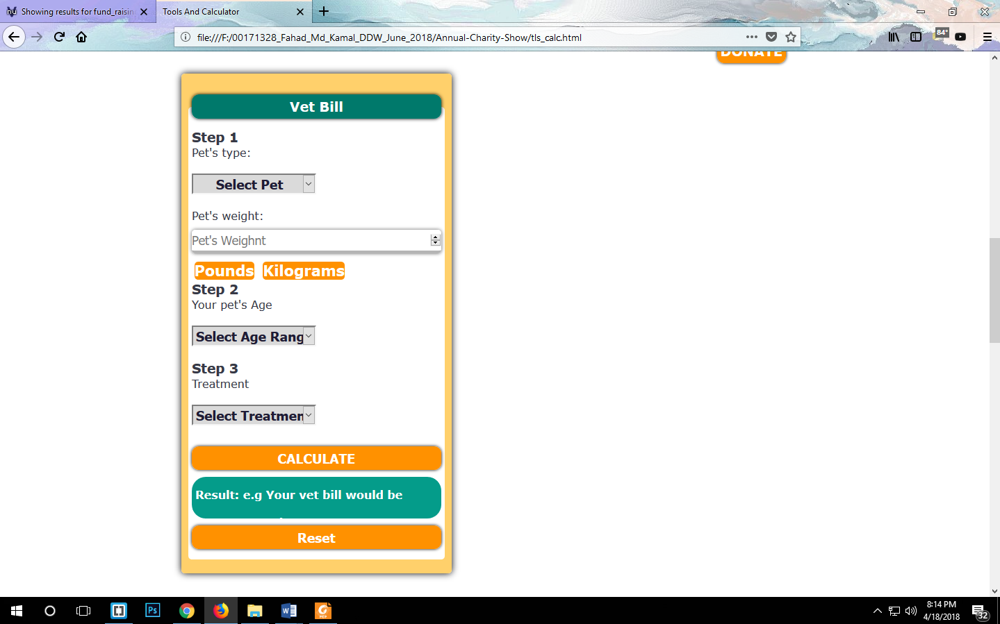 Showing results for fund_raisin
Tools And Calculator
file:///F:/00171328_Fahad_Md_Kamal_DDW_June_2018/Annual-Charity-Show/tls_calc.html
84°
DONATE
Vet Bill
Step 1
Pet's type:
Select Pet
Pet's weight:
Pet's Weighnt
Pounds Kilograms
Step 2
Your pet's Age
Select Age Rang
Step 3
Treatment
Select Treatmen
CALCULATE
Result: e.g Your vet bill would be
Reset
Ps
PDF
8:14 PM
4/18/2018
32